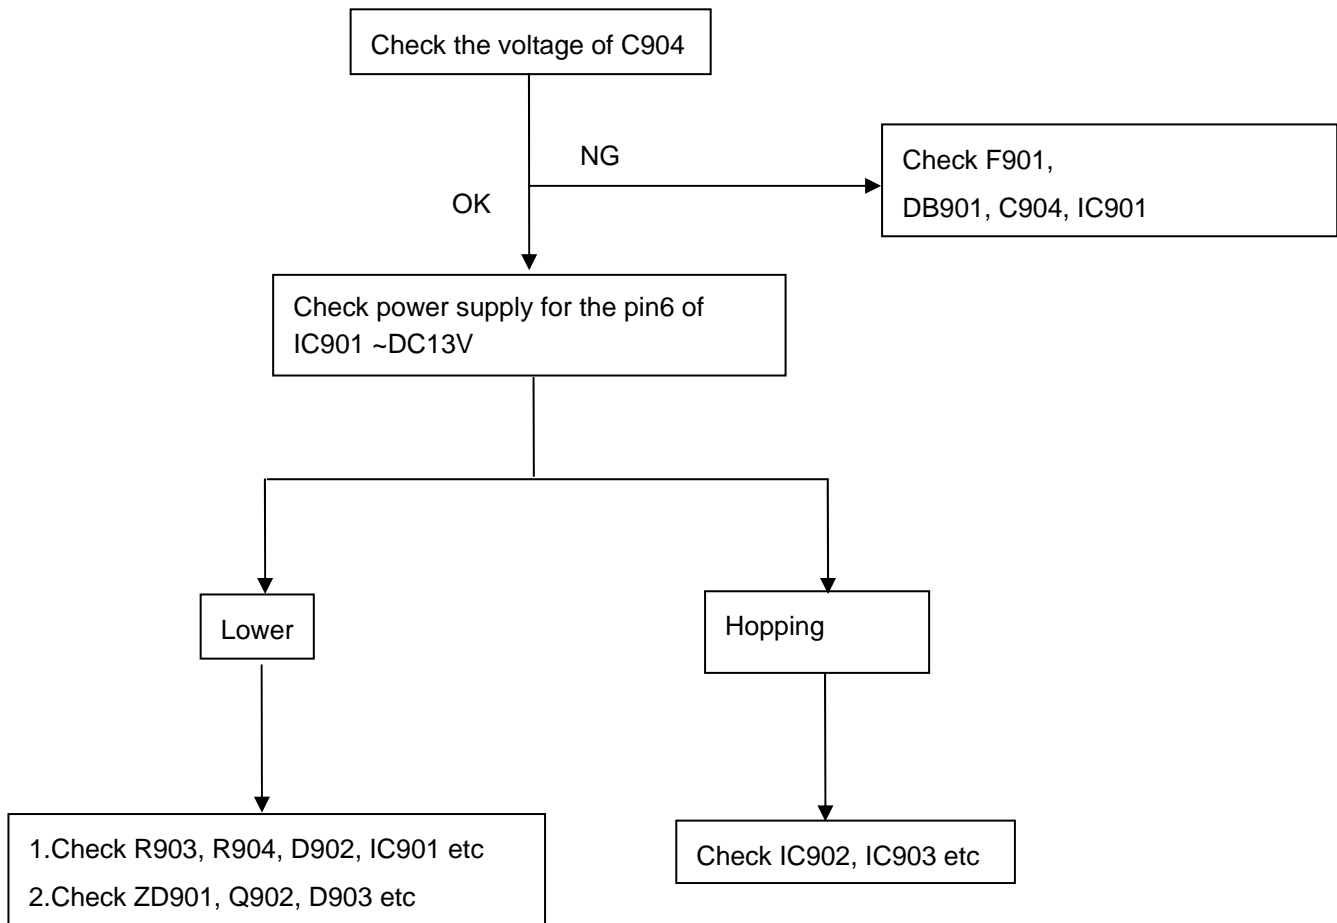 Check the voltage of C904
NG
Check F901,
DB901, C904, IC901
OK
Check power supply for the pin6 of
IC901 ~DC13V
Lower
Hopping
1.Check R903, R904, D902, IC901 etc
2.Check ZD901, Q902, D903 etc
Check IC902, IC903 etc